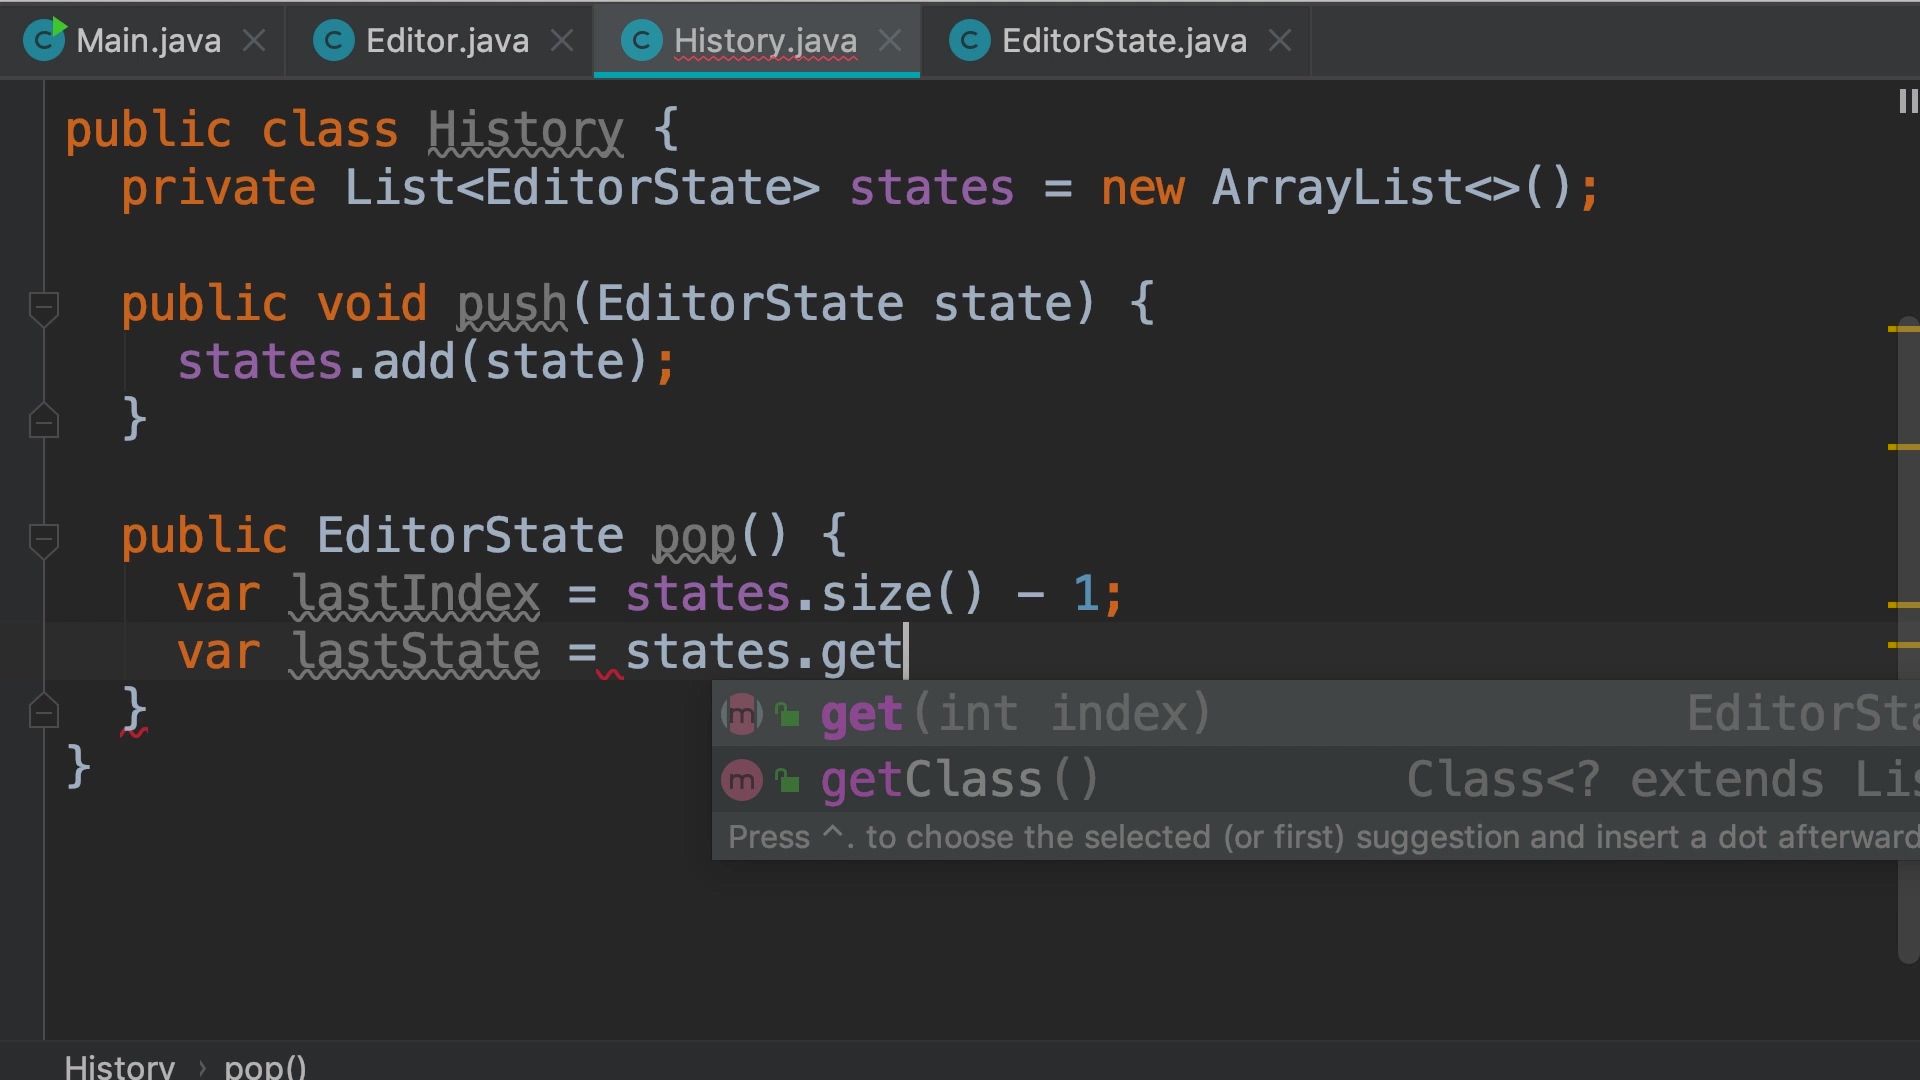 Main.java Editor.java History.java EditorState.java
public class History {
private List<EditorState> states = new ArrayList<>();
public void push(EditorState state) {
states.add(state);
}
public EditorState pop() {
var lastIndex = states.size() - 1;
var lastState = states.get
get(int index) EditorSta
}
getClass() Class<? extends Lis
}
Press ^. to choose the selected (or first) suggestion and insert a dot afterward
History › pop()